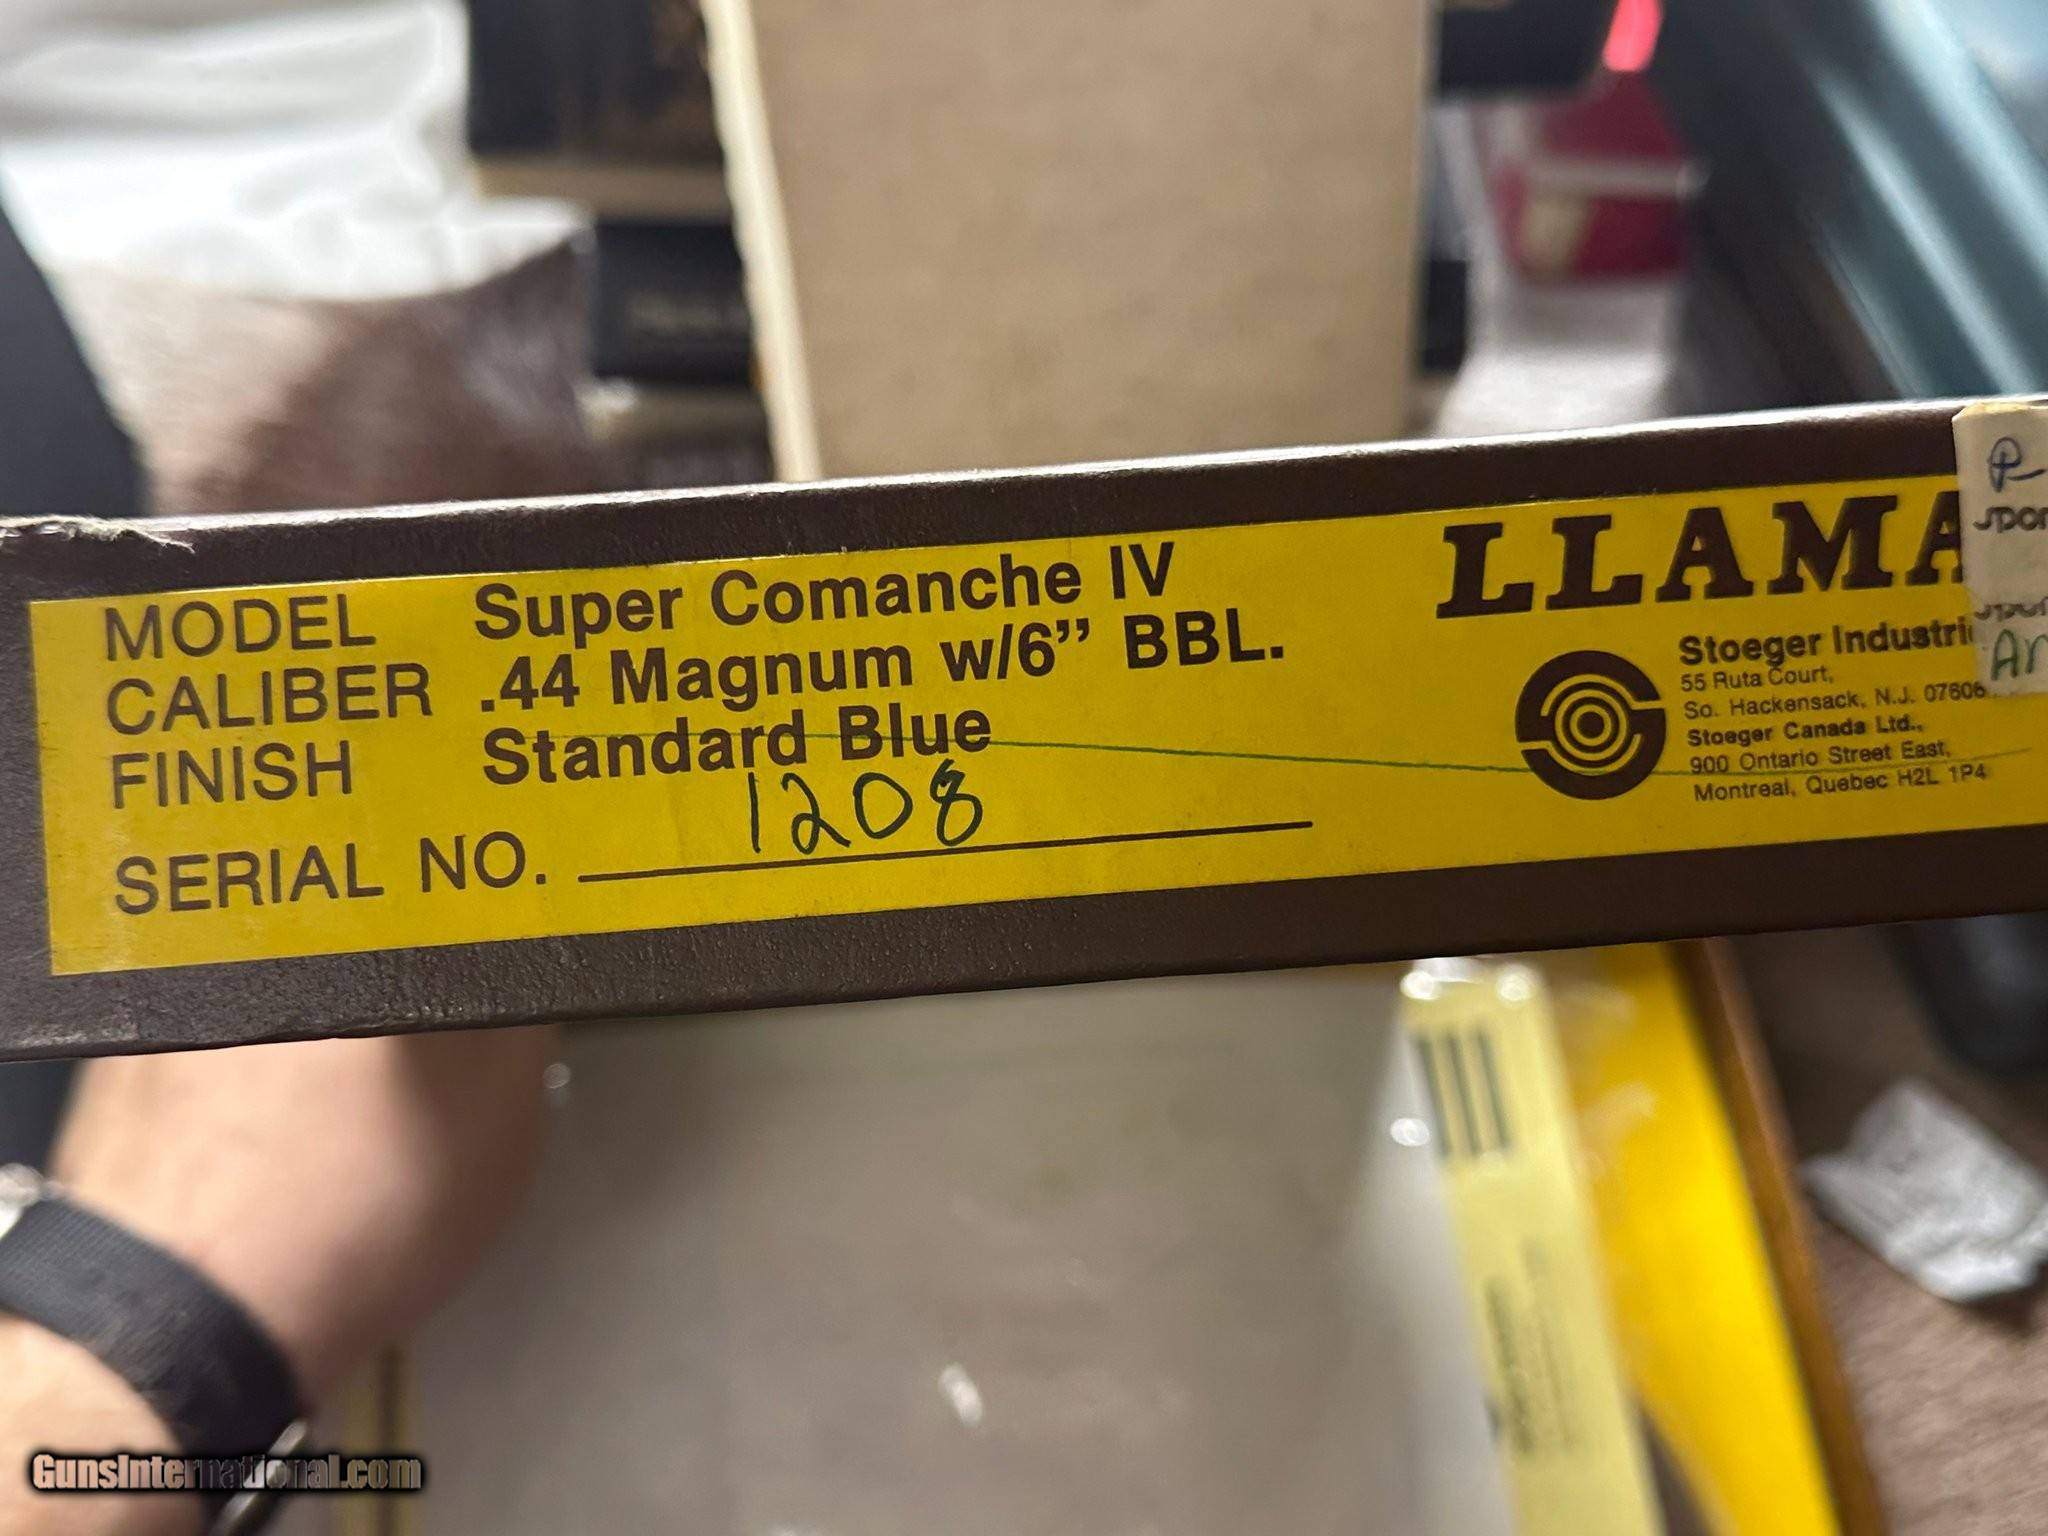 MODEL Super Comanche IV
CALIBER .44 Magnum w/6” BBL.
FINISH Standard Blue
SERIAL NO. 1208
LLAMA
Stoeger
55 Ruta Court,
So. Hackensack, N.J. 07606
Stoeger Canada Ltd.,
900 Ontario Street East,
Montreal, Quebec H2L 1P4
GunsInternational.com